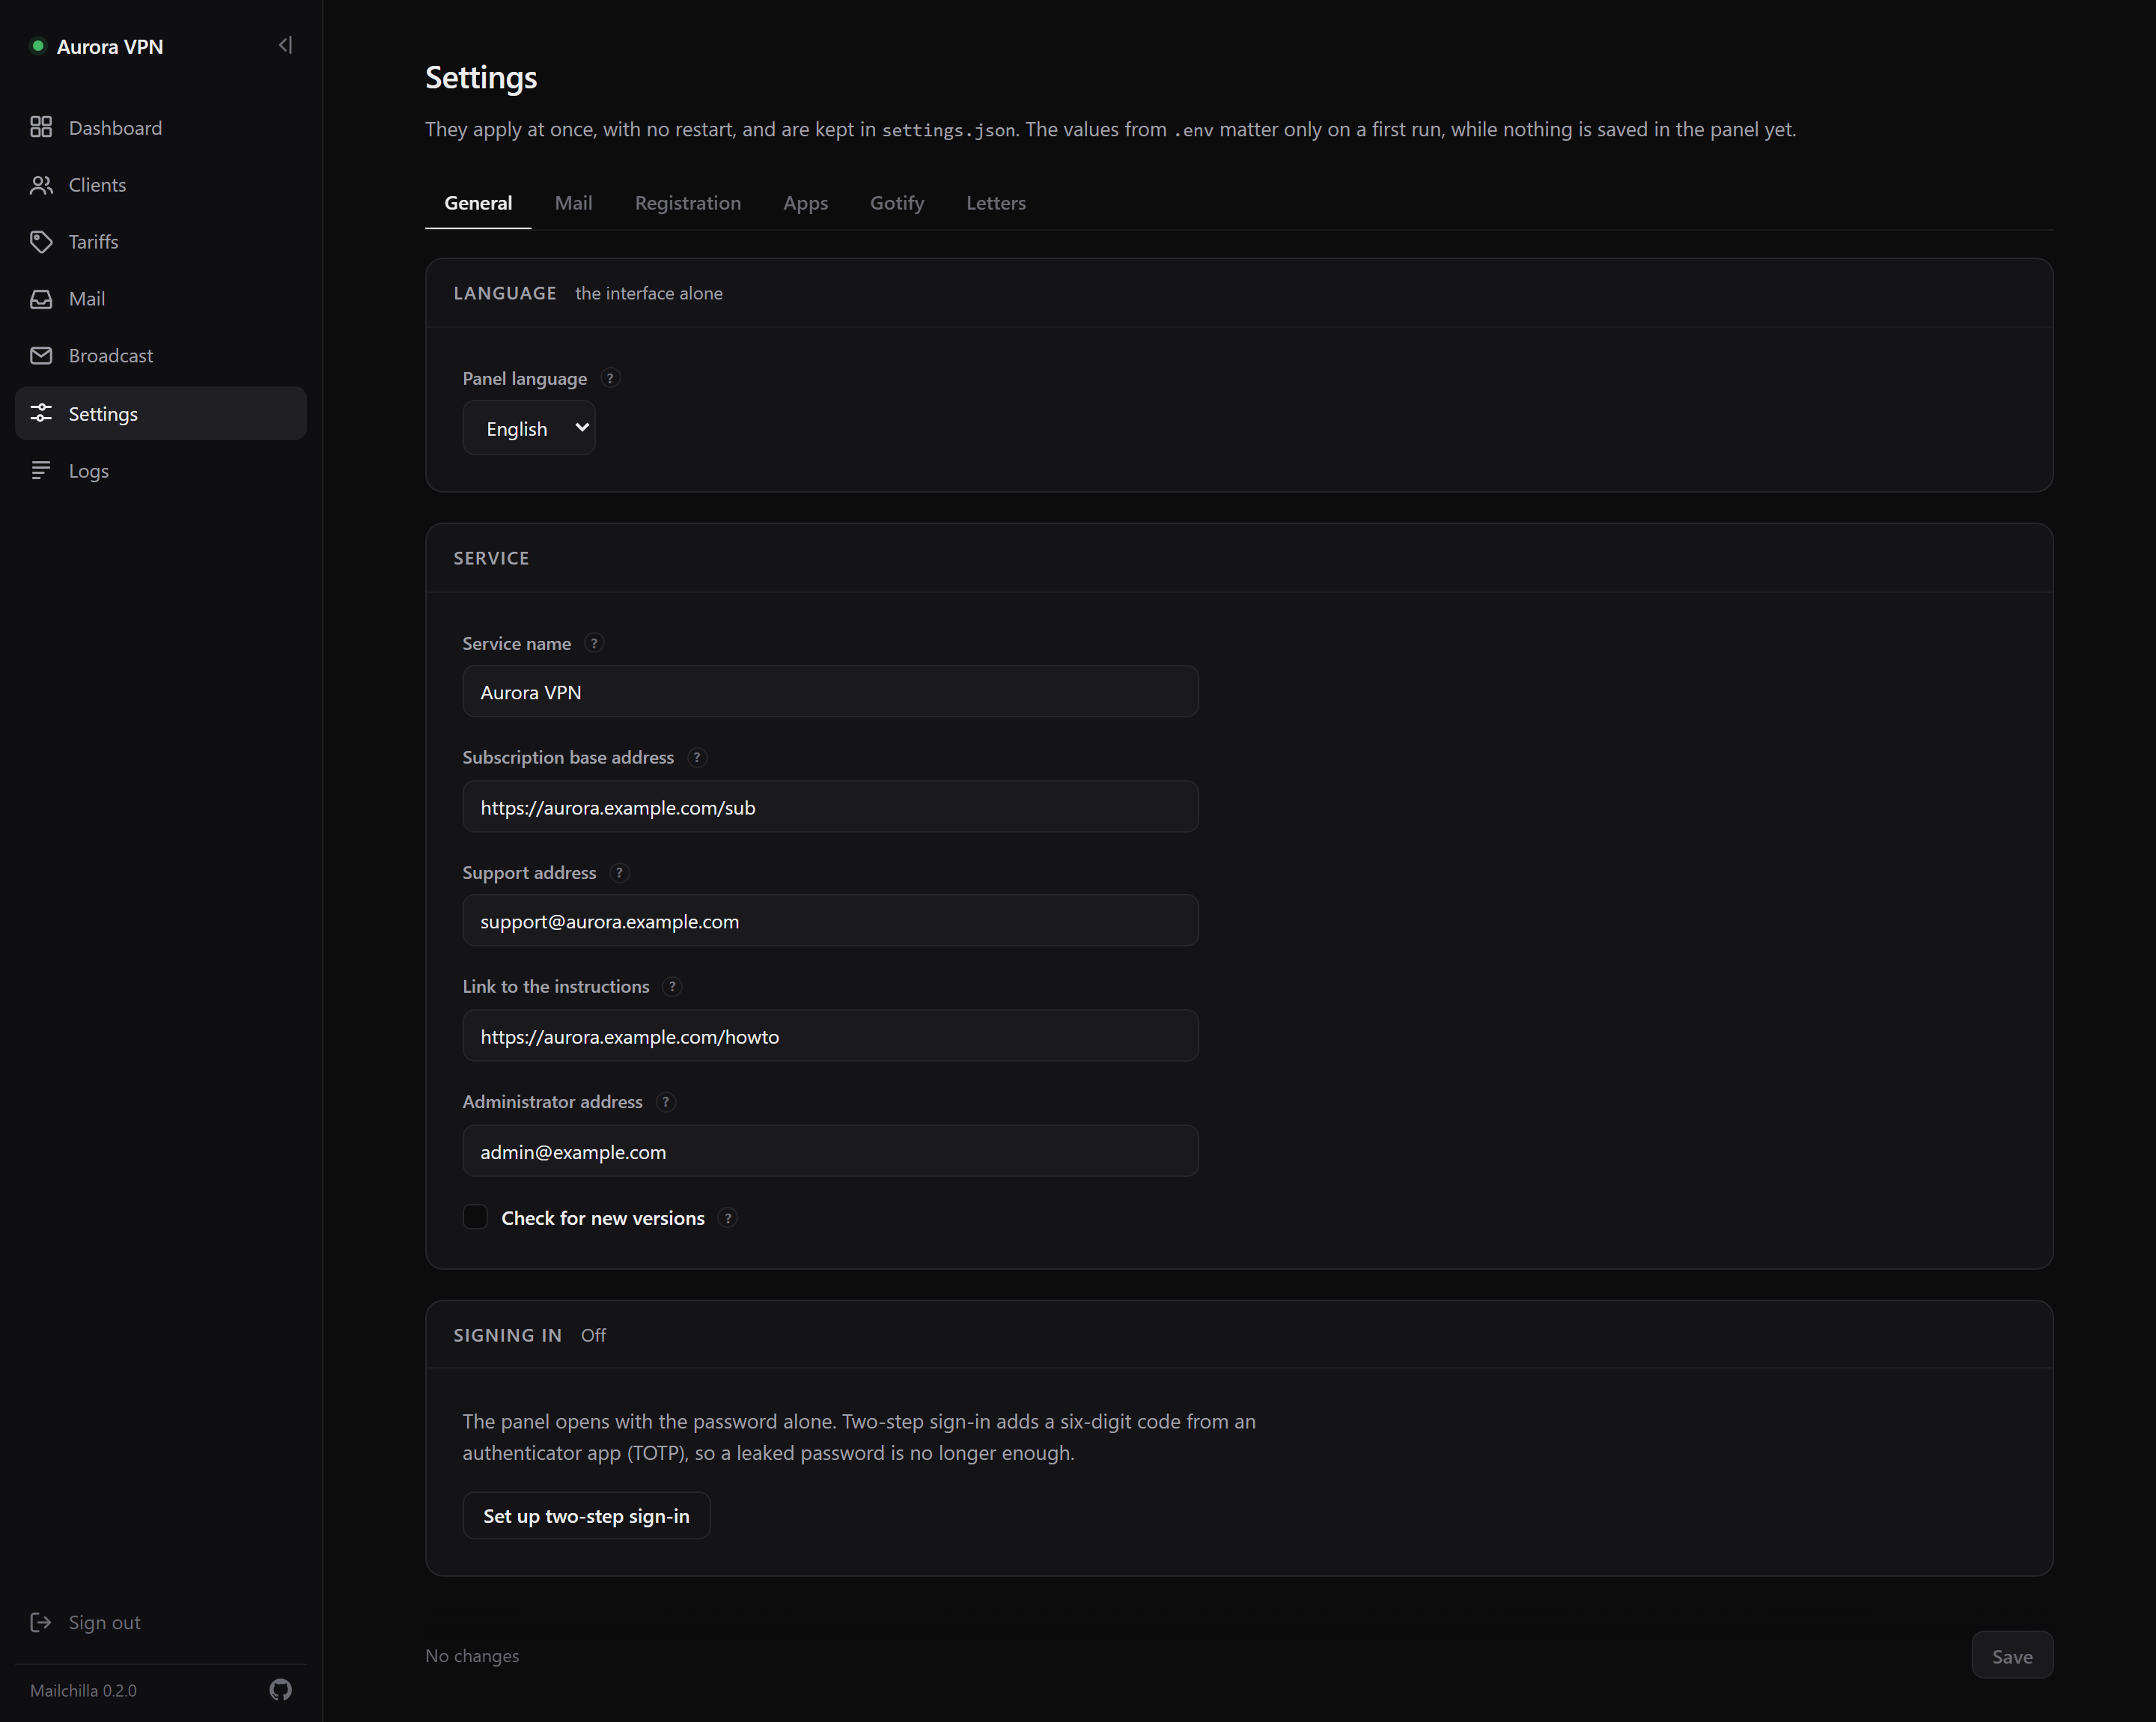 Aurora VPN
Dashboard
Clients
Tariffs
Mail
Broadcast
Settings
Logs
Sign out
Mailchilla 0.2.0
Settings
They apply at once, with no restart, and are kept in settings.json. The values from .env matter only on a first run, while nothing is saved in the panel yet.
General Mail Registration Apps Gotify Letters
LANGUAGE the interface alone
Panel language ?
English
SERVICE
Service name ?
Aurora VPN
Subscription base address ?
https://aurora.example.com/sub
Support address ?
support@aurora.example.com
Link to the instructions ?
https://aurora.example.com/howto
Administrator address ?
admin@example.com
Check for new versions ?
SIGNING IN Off
The panel opens with the password alone. Two-step sign-in adds a six-digit code from an
authenticator app (TOTP), so a leaked password is no longer enough.
Set up two-step sign-in
No changes
Save